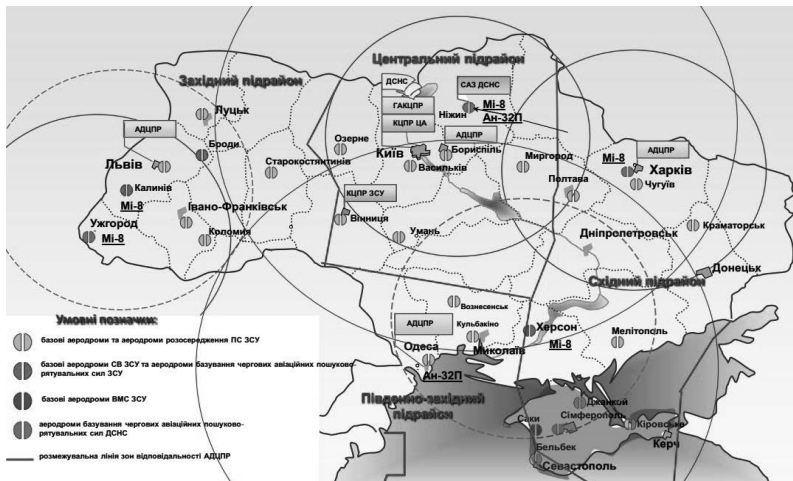 Центральний підрайон
Західний підрайон
ДСНС
САЗ ДСНС
ГАКЦПР
КЦПР ЦА
Ніжин
Мі-8
Ан-32П
Луцьк
АДЦПР
Броди
Львів
Калинів
Мі-8
Ужгород
Мі-8
Івано-Франківськ
Коломия
Старокостянтинів
Озерне
Київ
Васильків
АДЦПР
Бориспіль
Миргород
Полтава
АДЦПР
Мі-8
Харків
Чугуїв
КЦПР ЗСУ
Вінниця
Умань
Дніпропетровськ
Краматорськ
Донецьк
Східний підрайон
Вознесенськ
АДЦПР
Кульбакіно
Миколаїв
Одеса
Ан-32П
Херсон
Мі-8
Мелітополь
Південно-західний
підрайон
Джанкой
Саки
Сімферополь
Кіровське
Керч
Бельбек
Севастополь
Умовні позначки:
базові аеродроми та аеродроми розосередження ПС ЗСУ
базові аеродроми СВ ЗСУ та аеродроми базування чергових авіаційних пошуково-
рятувальних сил ЗСУ
базові аеродроми ВМС ЗСУ
аеродроми базування чергових авіаційних пошуково-
рятувальних сил ДСНС
розмежувальна лінія зон відповідальності АДЦПР